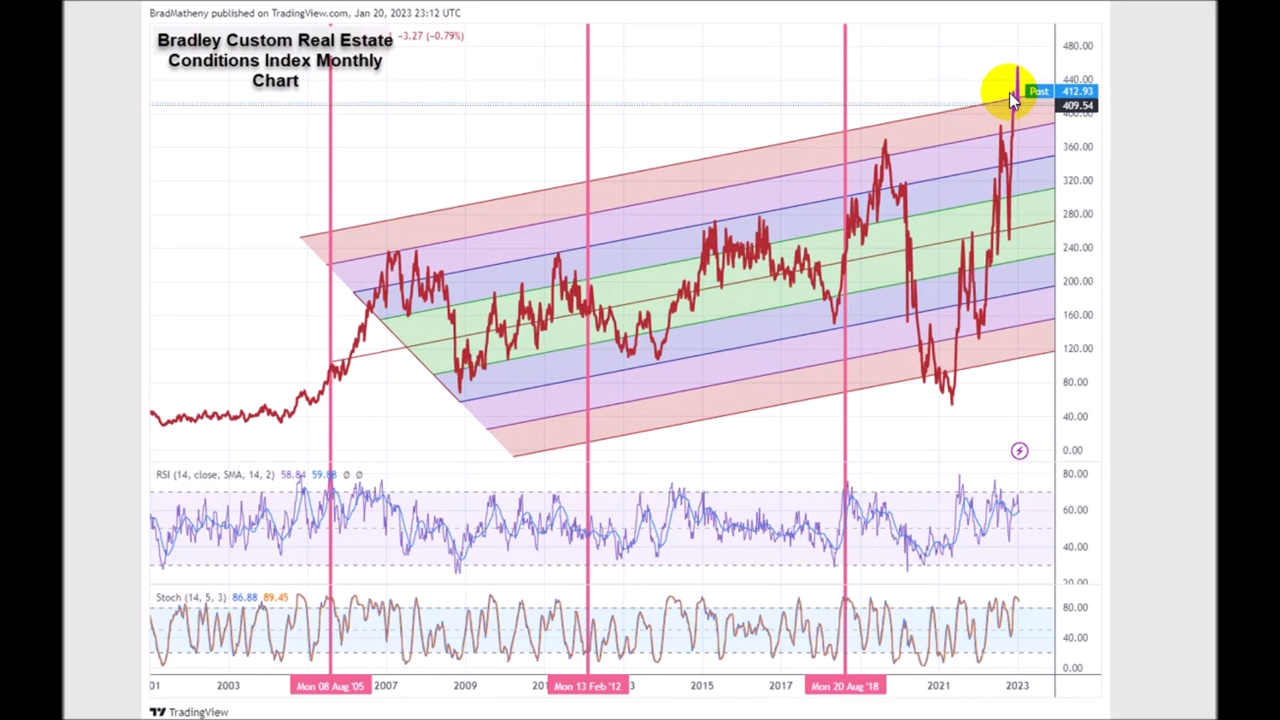 BradMatheny published on TradingView.com, Jan 20, 2023 23:12 UTC
Bradley Custom Real Estate
Conditions Index Monthly
Chart
−3.27 (−0.79%)
480.00
440.00
Post 412.93
409.54
400.00
360.00
320.00
280.00
240.00
200.00
160.00
120.00
80.00
40.00
0.00
RSI (14, close, SMA, 14, 2) 58.84 59.88 Ø Ø
80.00
60.00
40.00
20.00
Stoch (14, 5, 3) 86.88 89.45
80.00
40.00
0.00
01 2003 Mon 08 Aug '05 2007 2009 201 Mon 13 Feb '12 3 2015 2017 Mon 20 Aug '18 2021 2023
TradingView